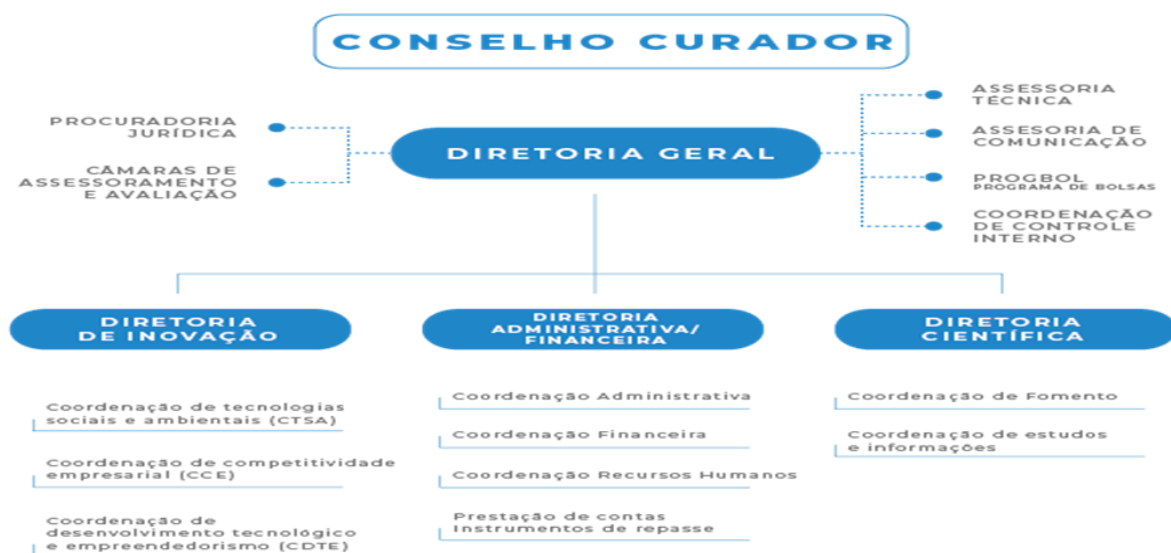 CONSELHO CURADOR
PROCURADORIA
JURÍDICA
CÂMARAS DE
ASSESSORAMENTO
E AVALIAÇÃO
DIRETORIA GERAL
ASSESSORIA
TÉCNICA
ASSESORIA DE
COMUNICAÇÃO
PROGBOL
PROGRAMA DE BOLSAS
COORDENAÇÃO
DE CONTROLE
INTERNO
DIRETORIA
DE INOVAÇÃO
Coordenação de tecnologias
sociais e ambientais (CTSA)
Coordenação de competitividade
empresarial (CCE)
Coordenação de
desenvolvimento tecnológico
e empreendedorismo (CDTE)
DIRETORIA
ADMINISTRATIVA/
FINANCEIRA
Coordenação Administrativa
Coordenação Financeira
Coordenação Recursos Humanos
Prestação de contas
Instrumentos de repasse
DIRETORIA
CIENTÍFICA
Coordenação de Fomento
Coordenação de estudos
e informações